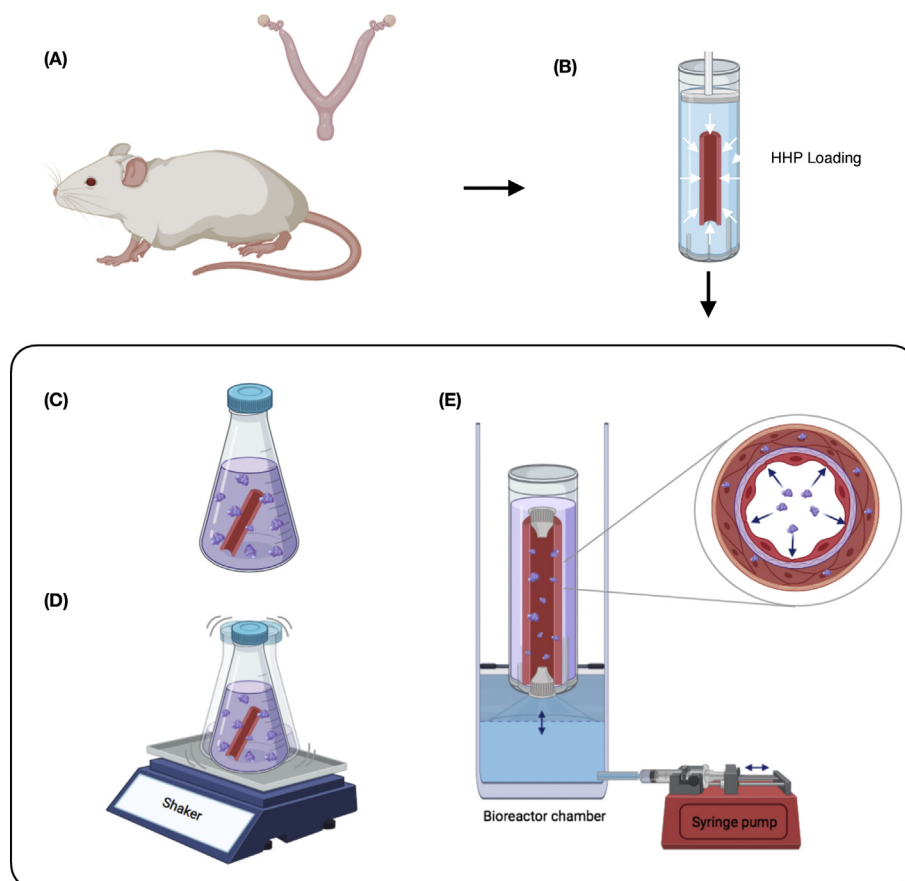 (A)
(B)
HHP Loading
(C)
(E)
(D)
Shaker
Bioreactor chamber
Syringe pump